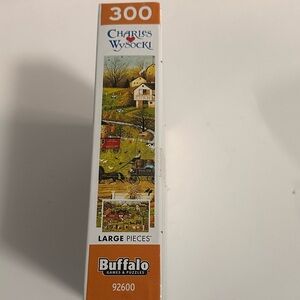 300
CHARLES
WYSOCKI
LARGE PIECES
Buffalo
GAMES & PUZZLES
92600